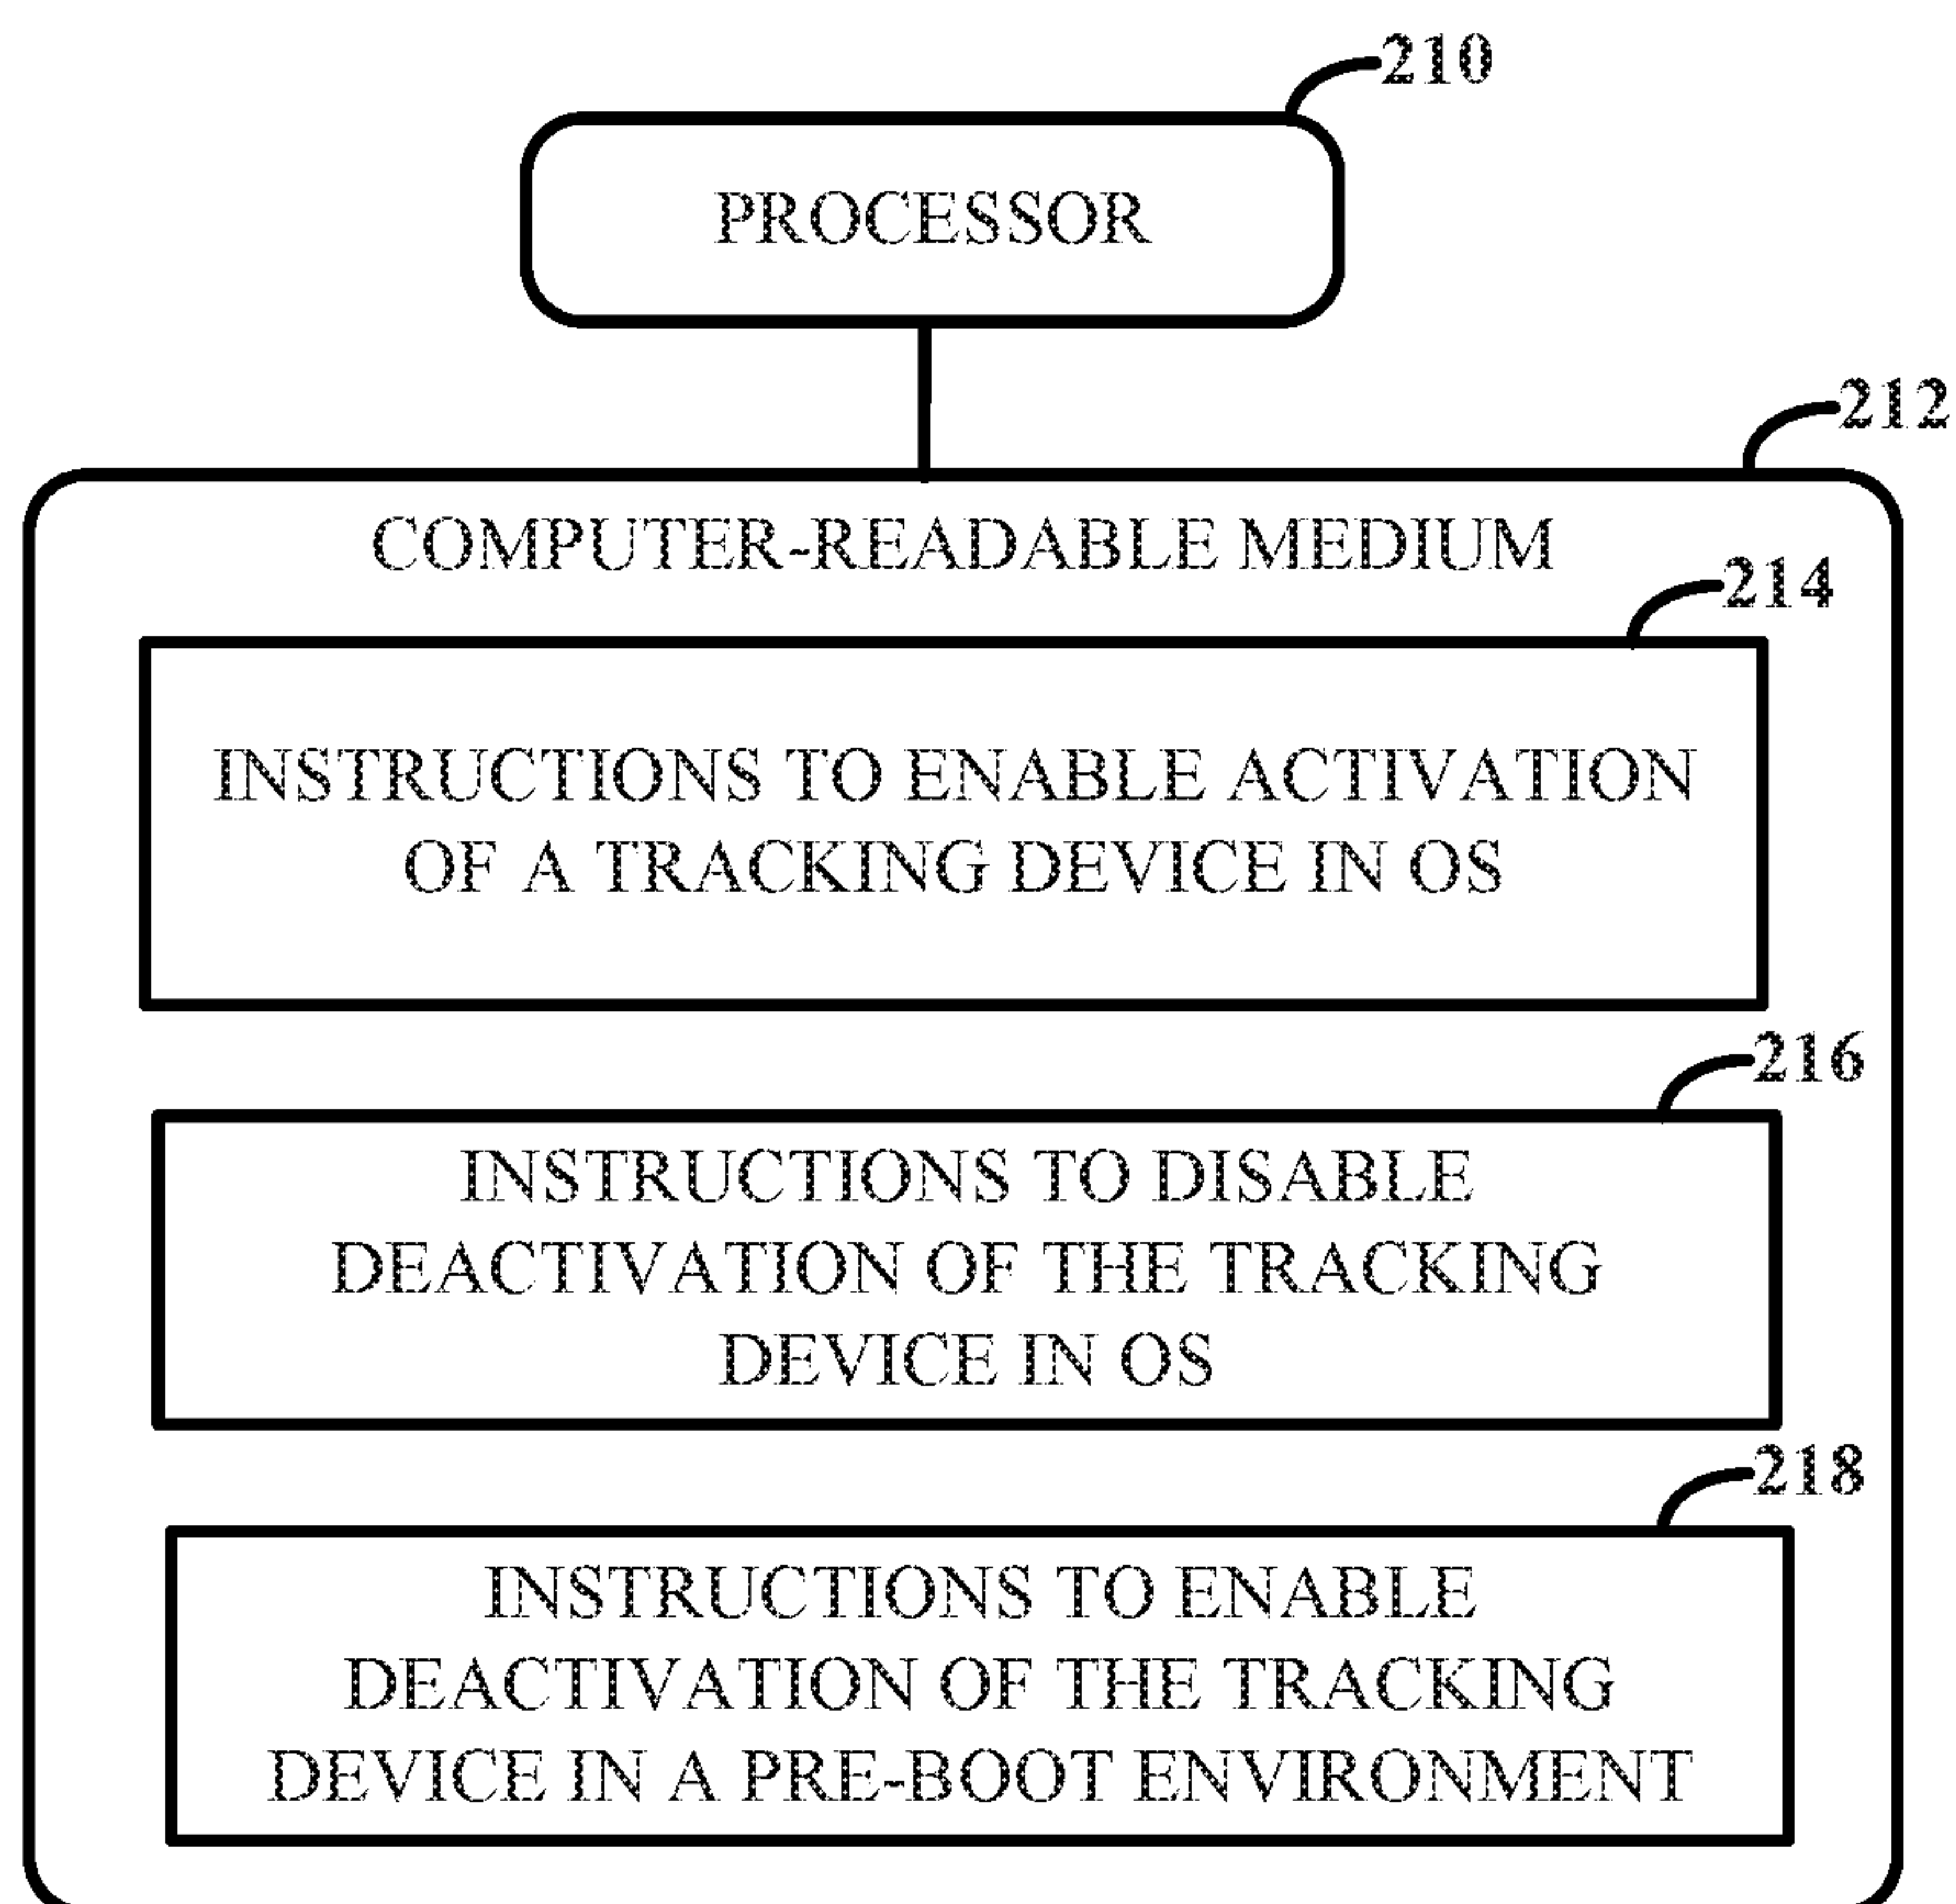 210
PROCESSOR
212
COMPUTER-READABLE MEDIUM
214
INSTRUCTIONS TO ENABLE ACTIVATION
OF A TRACKING DEVICE IN OS
216
INSTRUCTIONS TO DISABLE
DEACTIVATION OF THE TRACKING
DEVICE IN OS
218
INSTRUCTIONS TO ENABLE
DEACTIVATION OF THE TRACKING
DEVICE IN A PRE-BOOT ENVIRONMENT